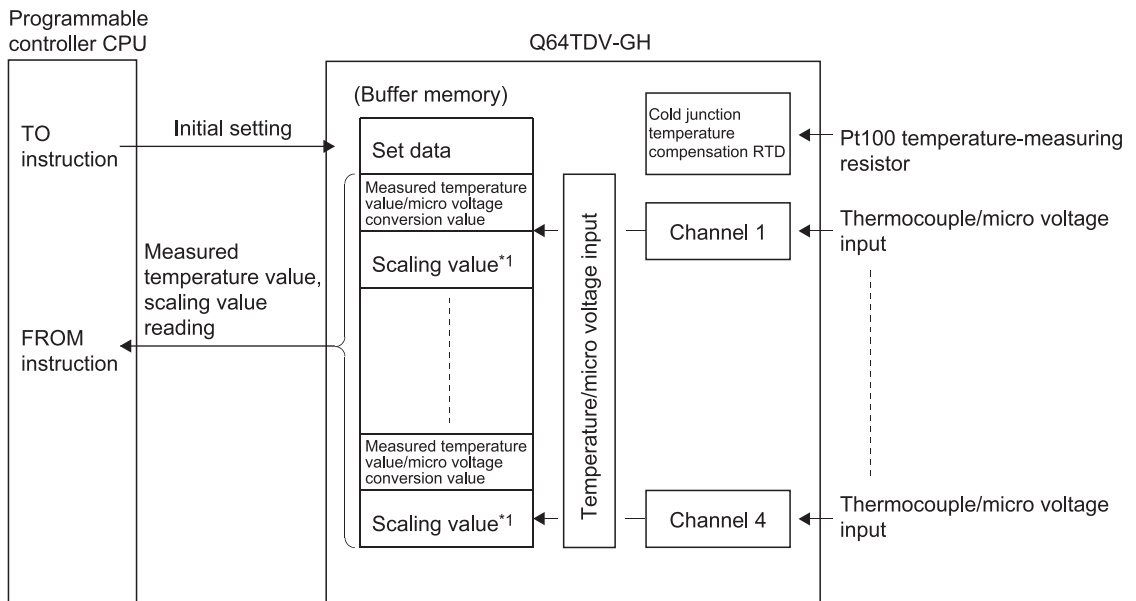 Programmable
controller CPU
Q64TDV-GH
(Buffer memory)
TO
instruction
Initial setting
Set data
Cold junction
temperature
compensation RTD
Pt100 temperature-measuring
resistor
Measured temperature
value/micro voltage
conversion value
Scaling value*1
Temperature/micro voltage input
Channel 1
Thermocouple/micro voltage
input
Measured
temperature value,
scaling value
reading
FROM
instruction
Measured temperature
value/micro voltage
conversion value
Scaling value*1
Channel 4
Thermocouple/micro voltage
input